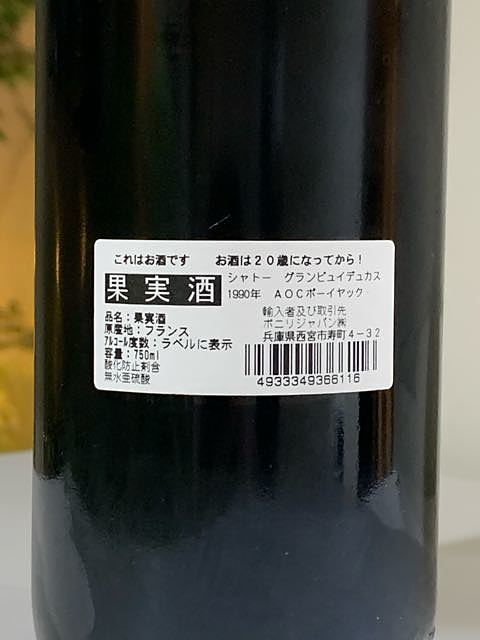 これはお酒です　お酒は20歳になってから!
果実酒
シャトー　グランピュイデュカス
1990年　AOCポーイヤック
品名:果実酒
原産地:フランス
アルコール度数:ラベルに表示
容量:750ml
酸化防止剤含
無水亜硫酸
輸入者及び取引先
ボニリジャパン㈱
兵庫県西宮市寿町4-32
4933349366116